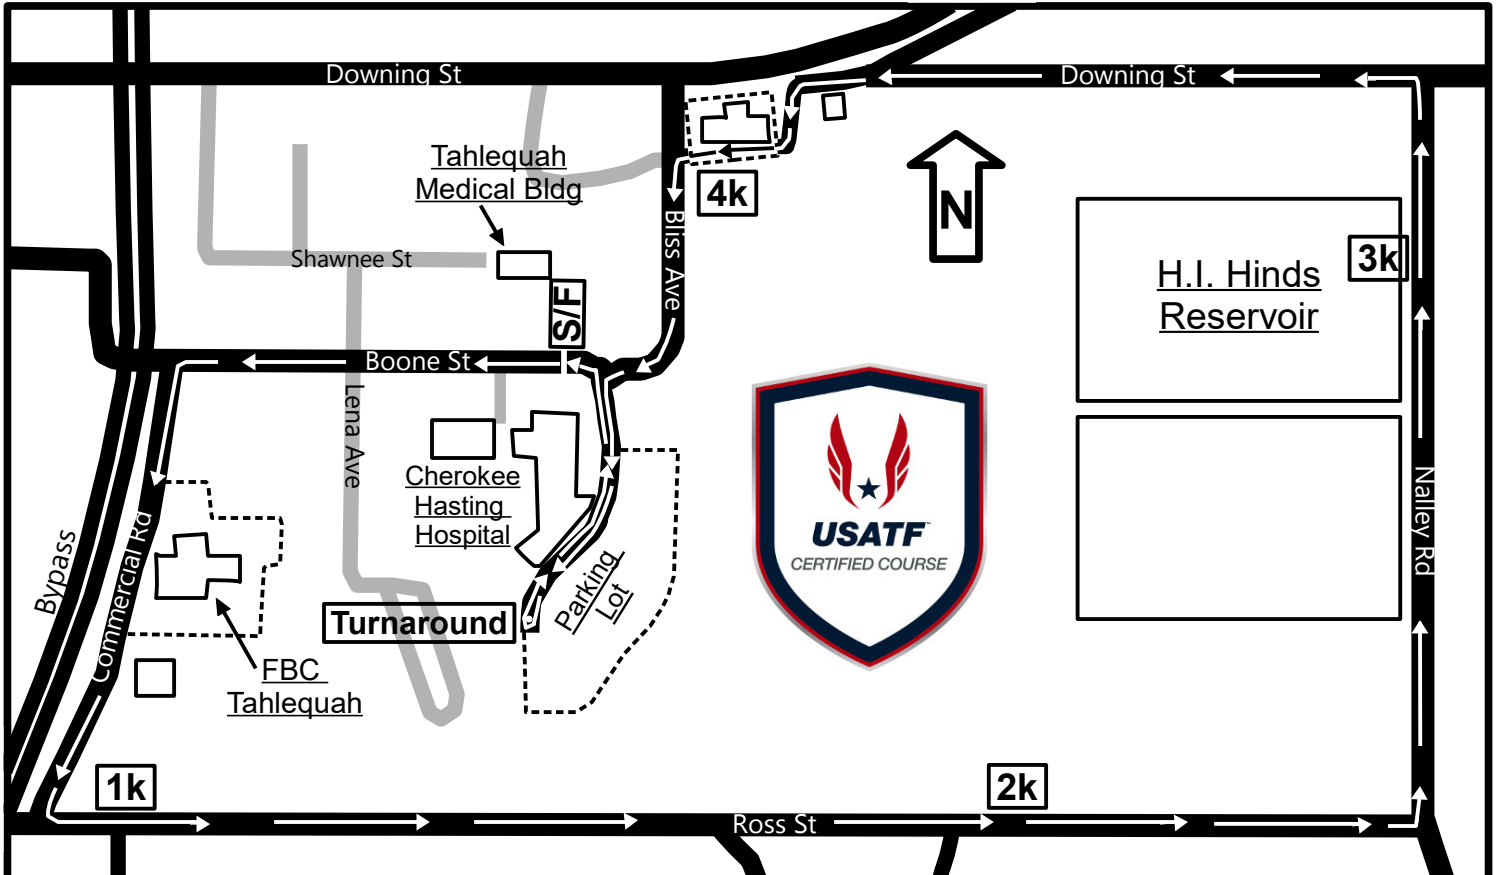 Downing St
Downing St
Tahlequah
Medical Bldg
4k
N
Bliss Ave
Shawnee St
H.I. Hinds
Reservoir
3k
S/F
Boone St
Lena Ave
Cherokee
Hasting
Hospital
USATF
CERTIFIED COURSE
Nalley Rd
Bypass
Commercial Rd
Parking
Lot
Turnaround
FBC
Tahlequah
1k
2k
Ross St